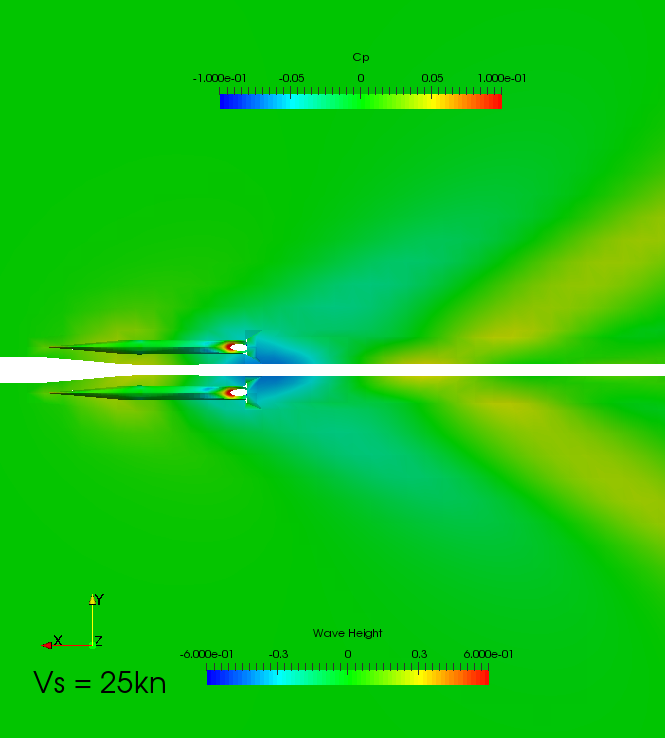 Cp
-1.000e-01 -0.05 0 0.05 1.000e-01
Y
X Z
Wave Height
-6.000e-01 -0.3 0 0.3 6.000e-01
Vs = 25kn